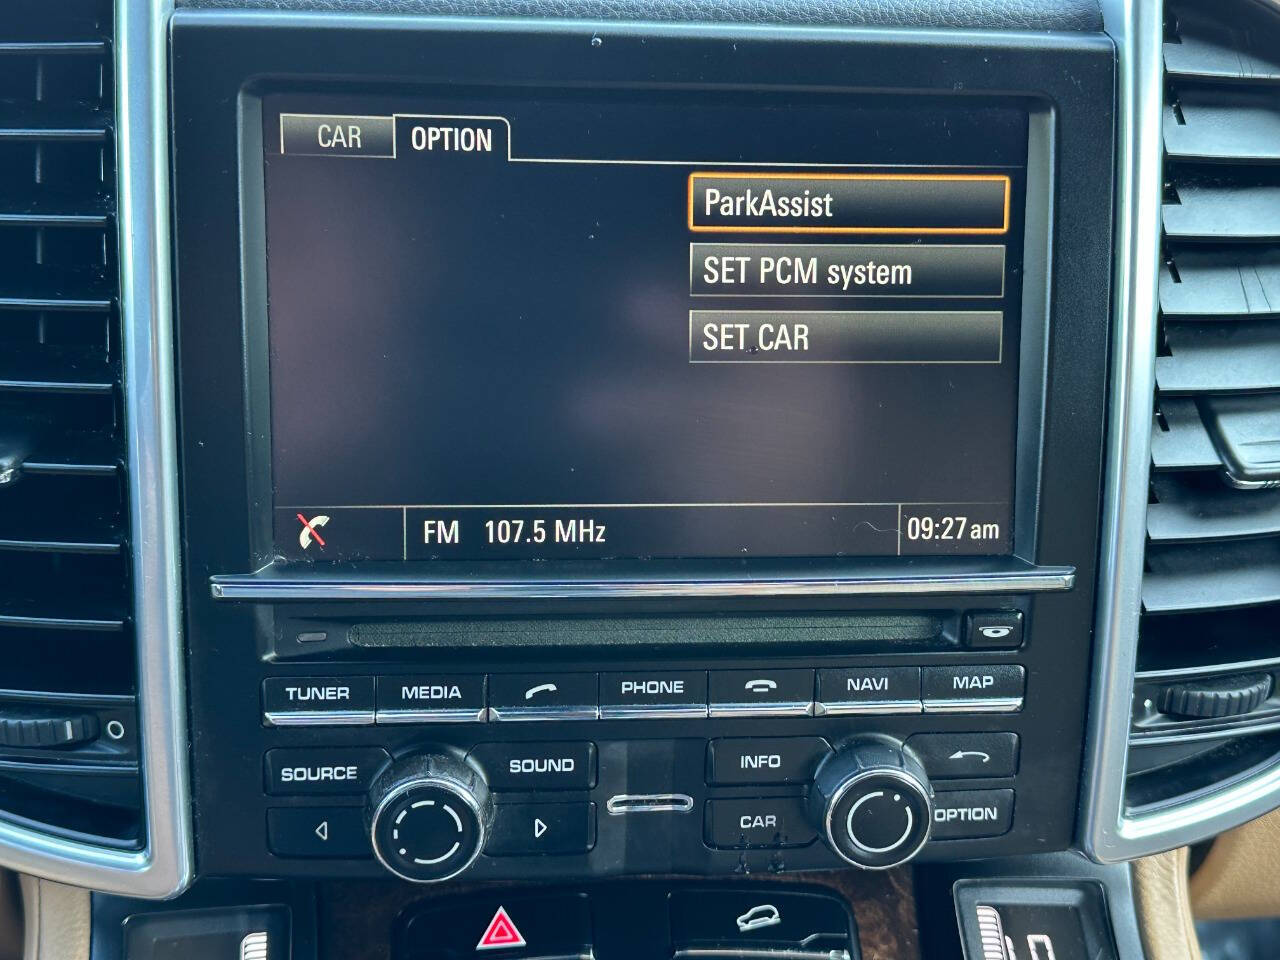 CAR OPTION
ParkAssist
SET PCM system
SET CAR
FM 107.5 MHz 09:27 am
TUNER MEDIA PHONE NAVI MAP
SOURCE SOUND INFO
CAR OPTION